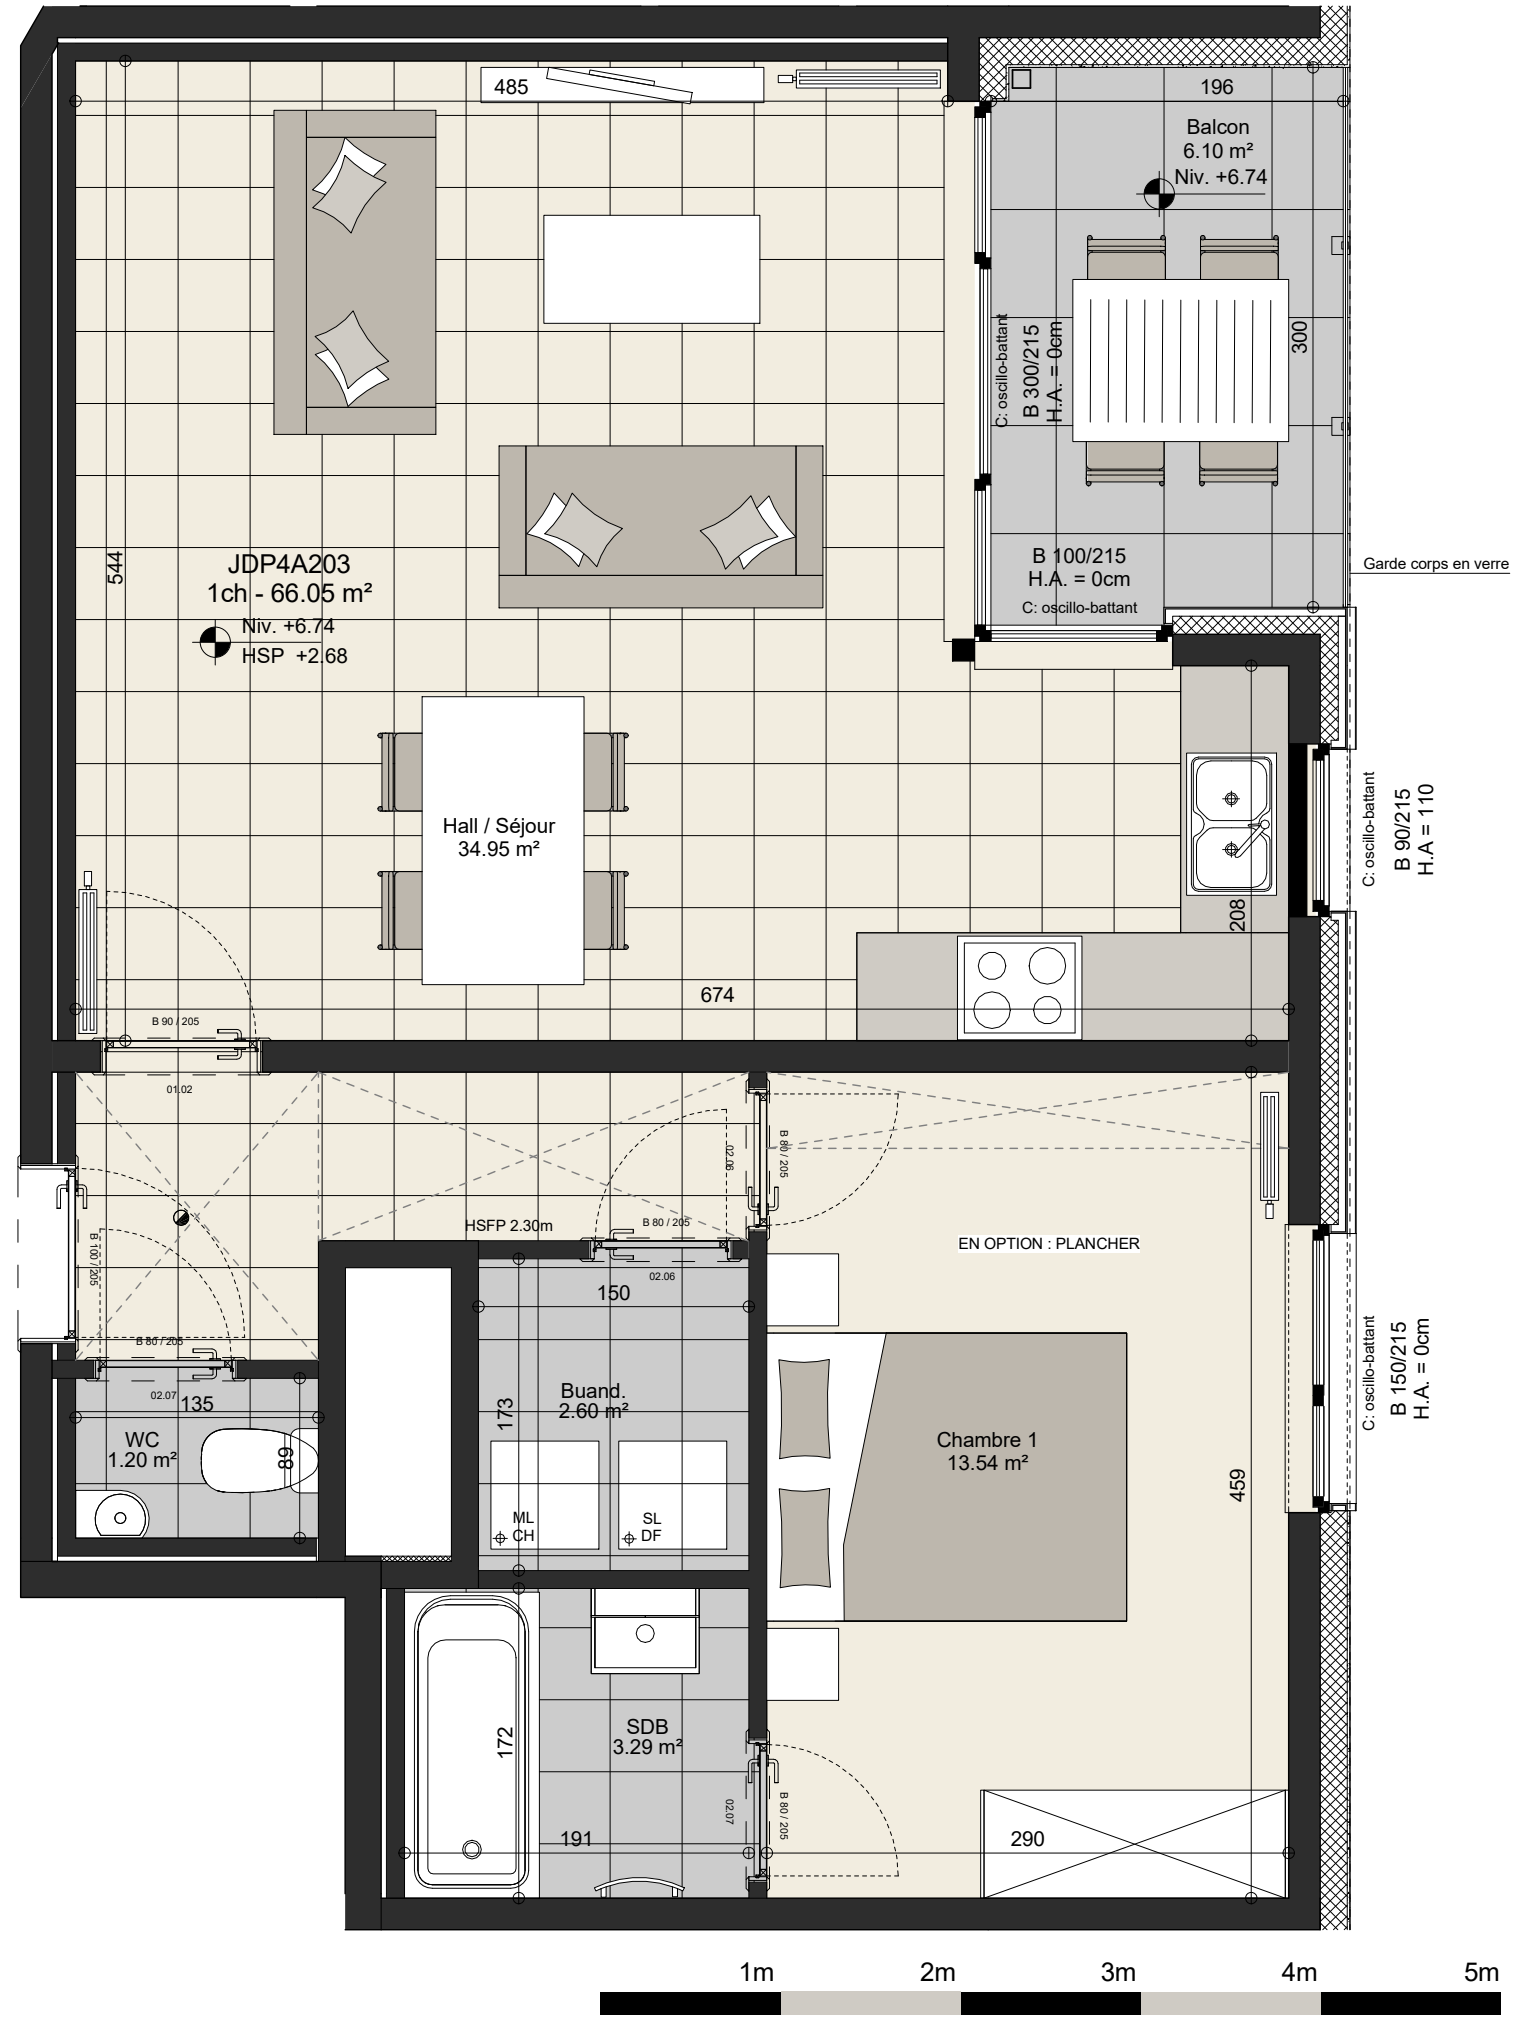 485
196
Balcon
6.10 m²
Niv. +6.74
C: oscillo-battant
B 300/215
H.A. = 0cm
300
544
JDP4A203
1ch - 66.05 m²
Niv. +6.74
HSP +2.68
B 100/215
H.A. = 0cm
C: oscillo-battant
Garde corps en verre
Hall / Séjour
34.95 m²
C: oscillo-battant
B 90/215
H.A = 110
208
674
B 90 / 205
01.02
02.06
B 80 / 205
HSFP 2.30m
B 80 / 205
02.06
EN OPTION : PLANCHER
B 100 / 205
B 80 / 205
02.07
135
WC
1.20 m²
89
150
173
Buand.
2.60 m²
ML
CH
SL
DF
Chambre 1
13.54 m²
459
C: oscillo-battant
B 150/215
H.A. = 0cm
172
SDB
3.29 m²
191
02.07
B 80 / 205
290
1m
2m
3m
4m
5m